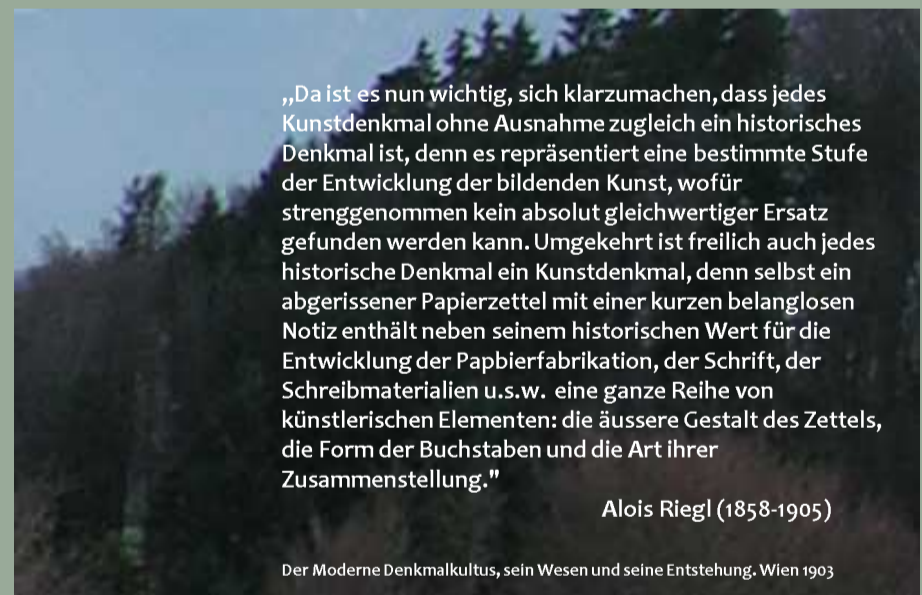 „Da ist es nun wichtig, sich klarzumachen, dass jedes
Kunstdenkmal ohne Ausnahme zugleich ein historisches
Denkmal ist, denn es repräsentiert eine bestimmte Stufe
der Entwicklung der bildenden Kunst, wofür
strenggenommen kein absolut gleichwertiger Ersatz
gefunden werden kann. Umgekehrt ist freilich auch jedes
historische Denkmal ein Kunstdenkmal, denn selbst ein
abgerissener Papierzettel mit einer kurzen belanglosen
Notiz enthält neben seinem historischen Wert für die
Entwicklung der Papbierfabrikation, der Schrift, der
Schreibmaterialien u.s.w. eine ganze Reihe von
künstlerischen Elementen: die äussere Gestalt des Zettels,
die Form der Buchstaben und die Art ihrer
Zusammenstellung."
Alois Riegl (1858-1905)
Der Moderne Denkmalkultus, sein Wesen und seine Entstehung. Wien 1903